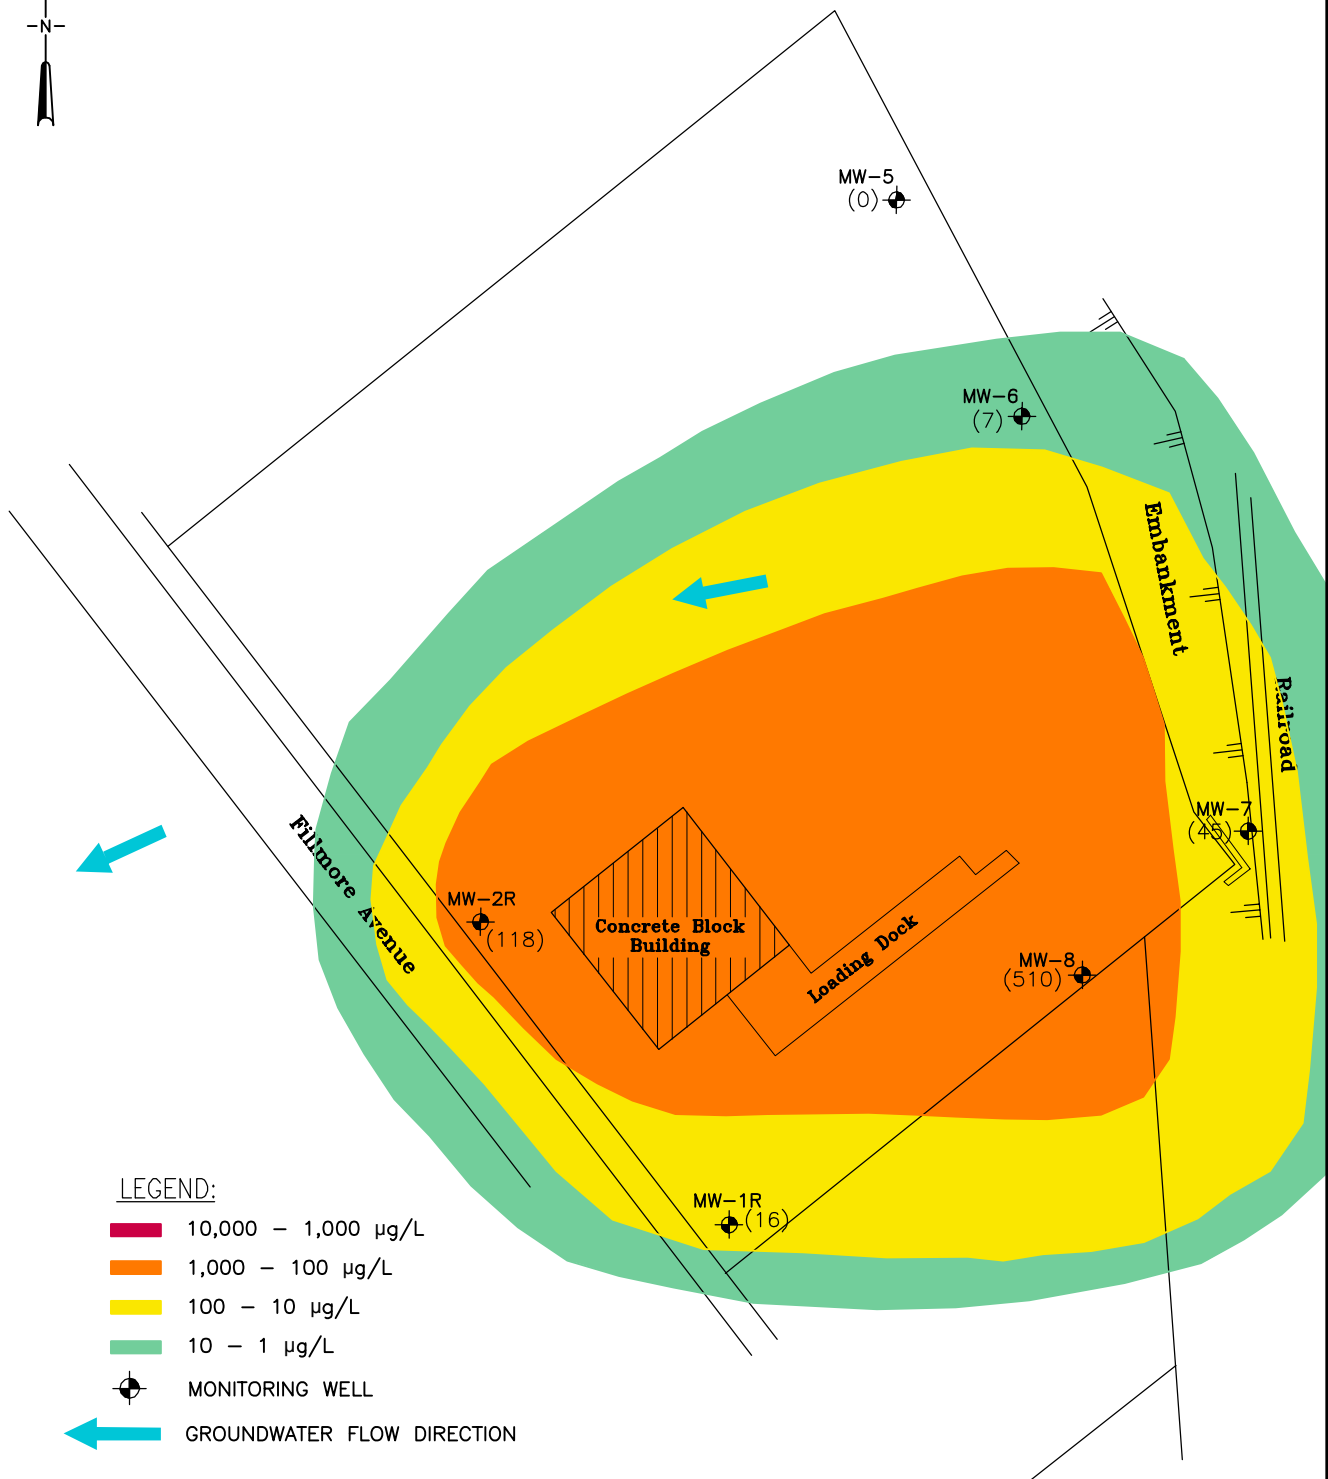 N
MW-5
(0)
MW-6
(7)
Embankment
Railroad
MW-7
(45)
Fillmore Avenue
MW-2R
(118)
Concrete Block
Building
Loading Dock
MW-8
(510)
MW-1R
(16)
LEGEND:
10,000 - 1,000 µg/L
1,000 - 100 µg/L
100 - 10 µg/L
10 - 1 µg/L
MONITORING WELL
GROUNDWATER FLOW DIRECTION